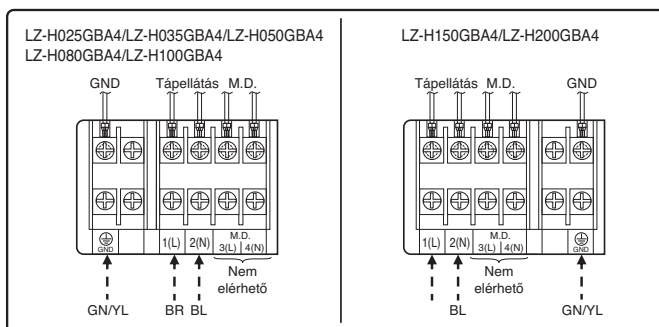 LZ-H025GBA4/LZ-H035GBA4/LZ-H050GBA4
LZ-H080GBA4/LZ-H100GBA4
GND Tápellátás M.D.
1(L) 2(N) M.D.
3(L) 4(N)
GND
Nem
elérhető
GN/YL BR BL
LZ-H150GBA4/LZ-H200GBA4
Tápellátás M.D. GND
1(L) 2(N) M.D.
3(L) 4(N)
GND
Nem
elérhető
BL GN/YL